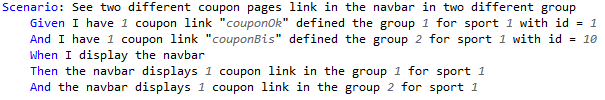 Scenario: See two different coupon pages link in the navbar in two different group
Given I have 1 coupon link "couponOk" defined the group 1 for sport 1 with id = 1
And I have 1 coupon link "couponBis" defined the group 2 for sport 1 with id = 10
When I display the navbar
Then the navbar displays 1 coupon link in the group 1 for sport 1
And the navbar displays 1 coupon link in the group 2 for sport 1